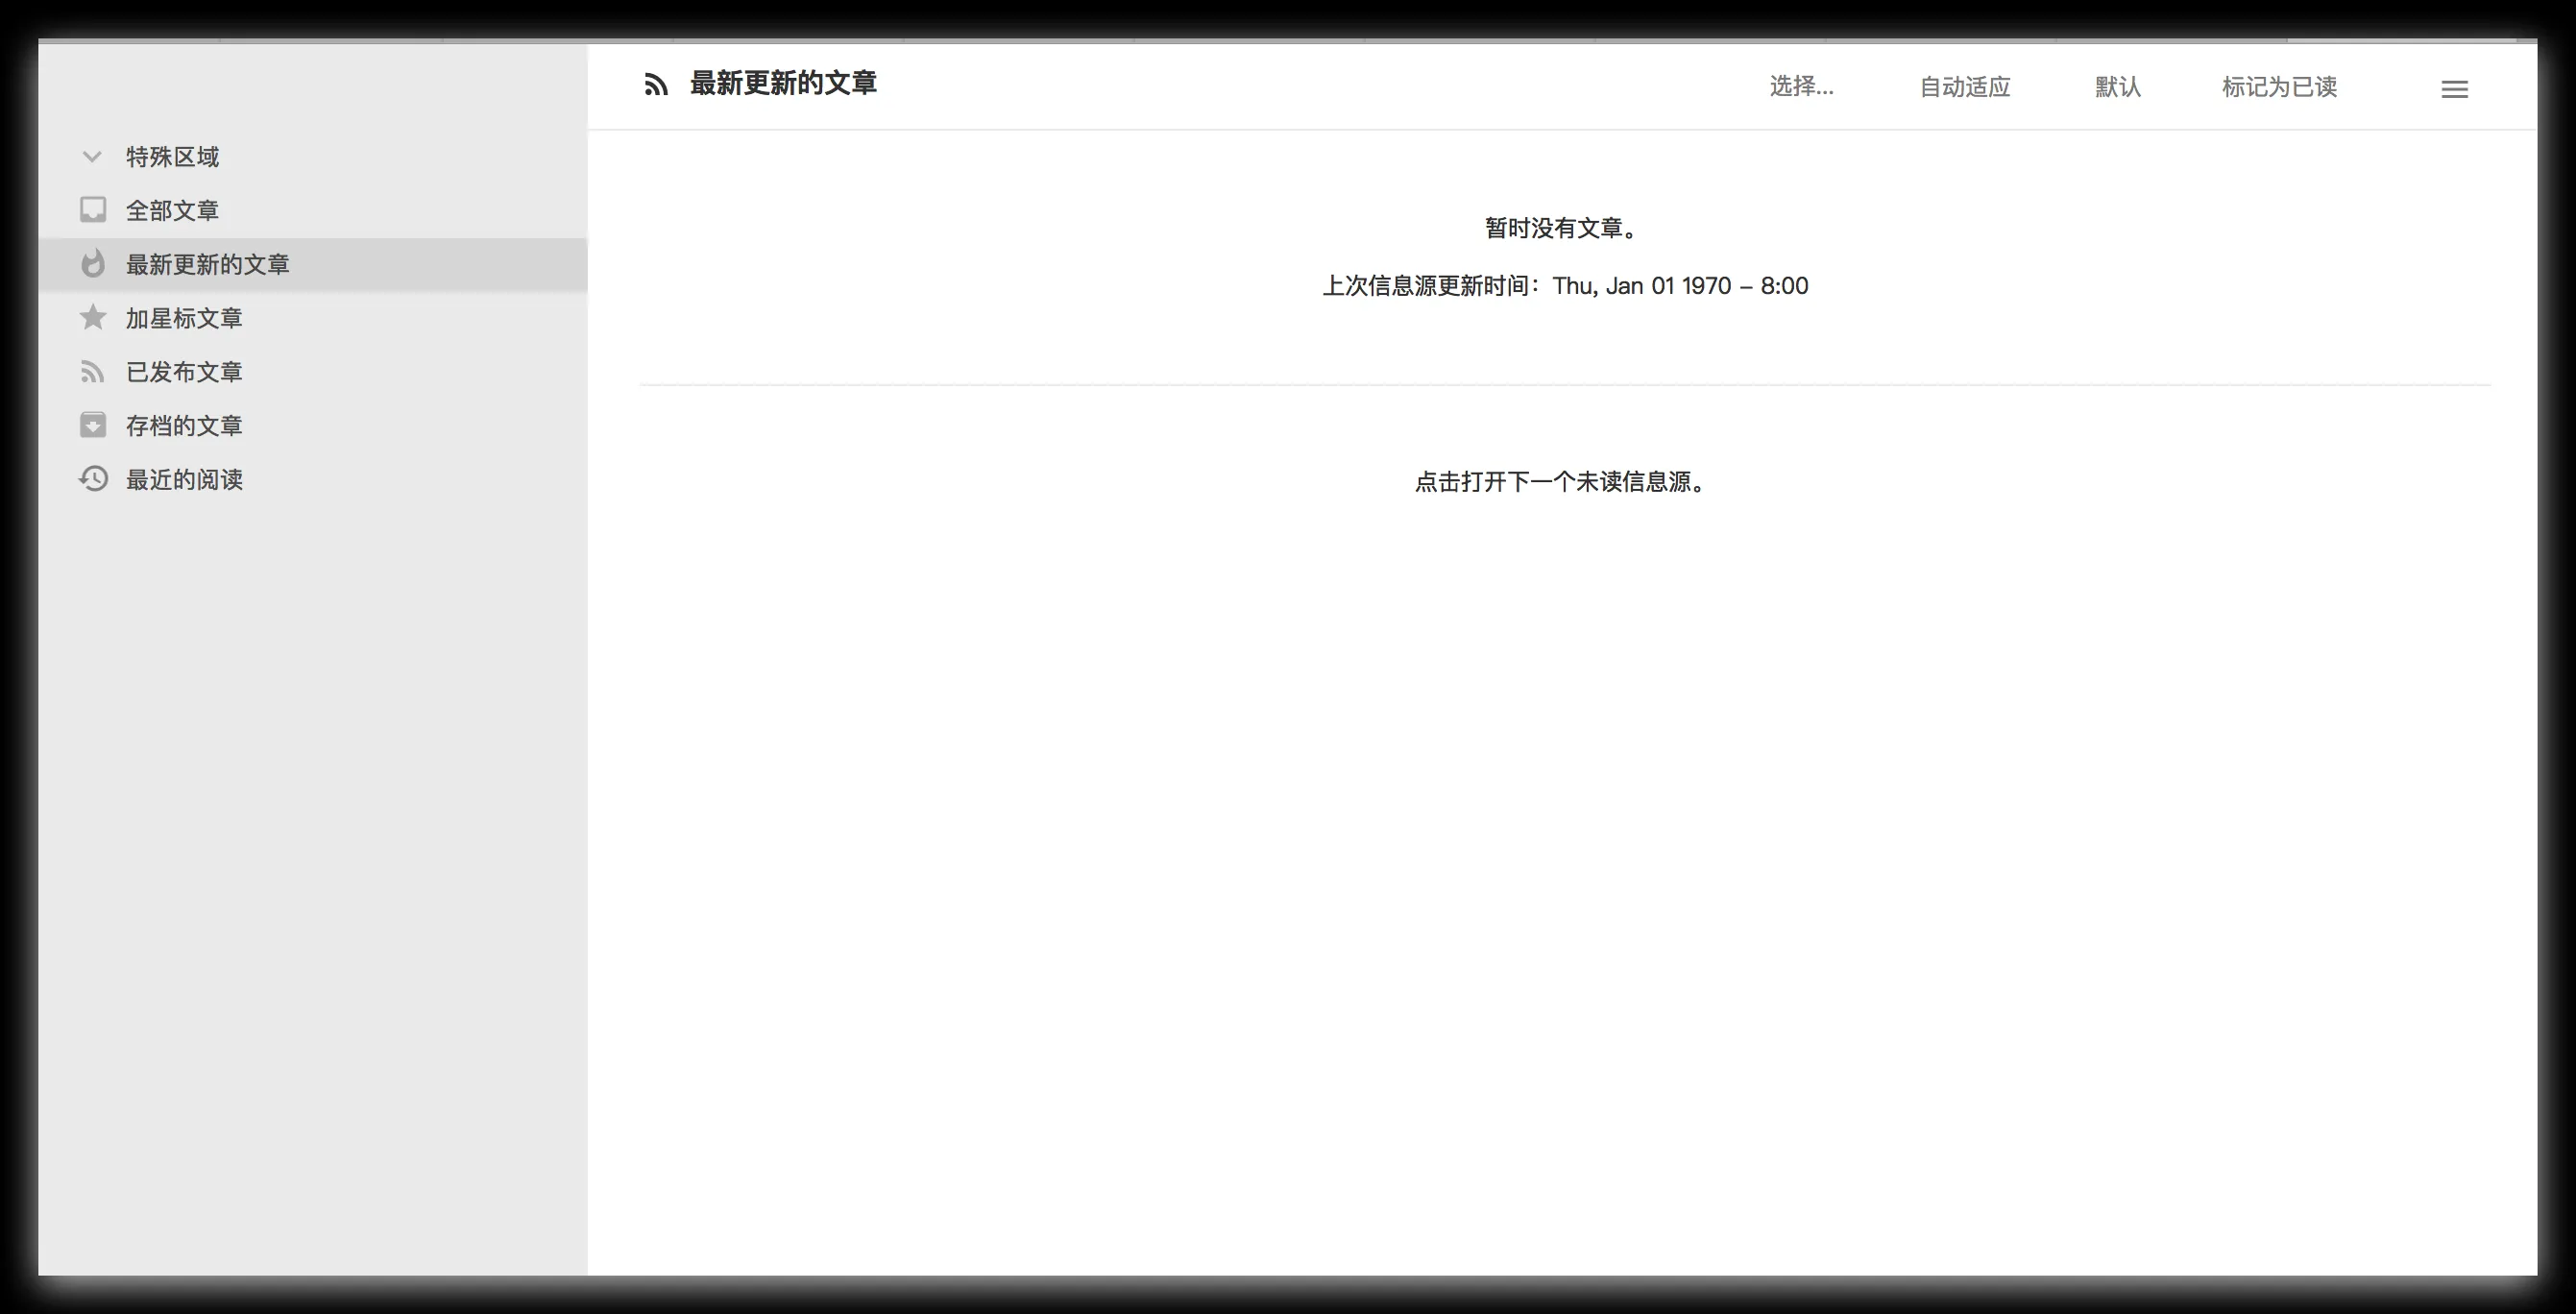 特殊区域
全部文章
最新更新的文章
加星标文章
已发布文章
存档的文章
最近的阅读
最新更新的文章
选择...
自动适应
默认
标记为已读
暂时没有文章。
上次信息源更新时间：Thu, Jan 01 1970 – 8:00
点击打开下一个未读信息源。